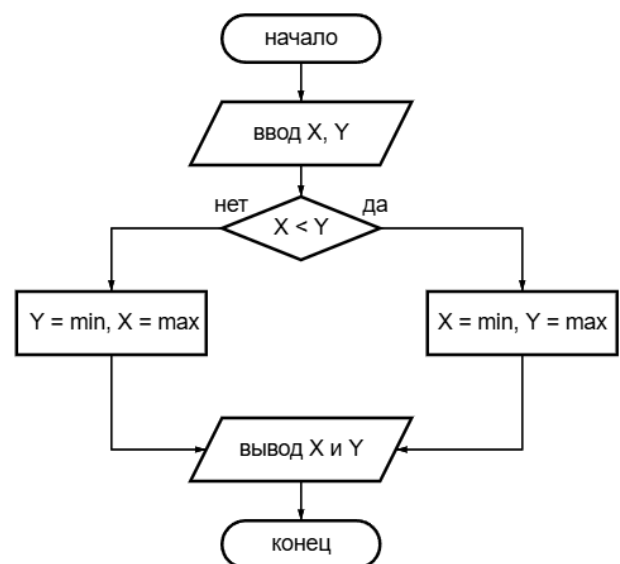 начало
ввод X, Y
нет
да
X < Y
Y = min, X = max
X = min, Y = max
вывод X и Y
конец